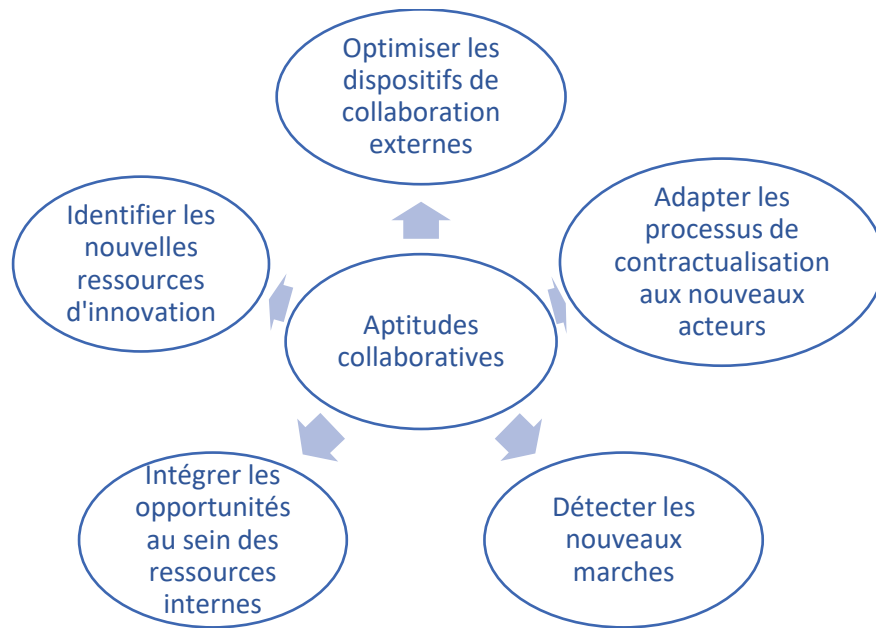 Optimiser les
dispositifs de
collaboration
externes
Adapter les
processus de
contractualisation
aux nouveaux
acteurs
Identifier les
nouvelles
ressources
d'innovation
Aptitudes
collaboratives
Intégrer les
opportunités
au sein des
ressources
internes
Détecter les
nouveaux
marches